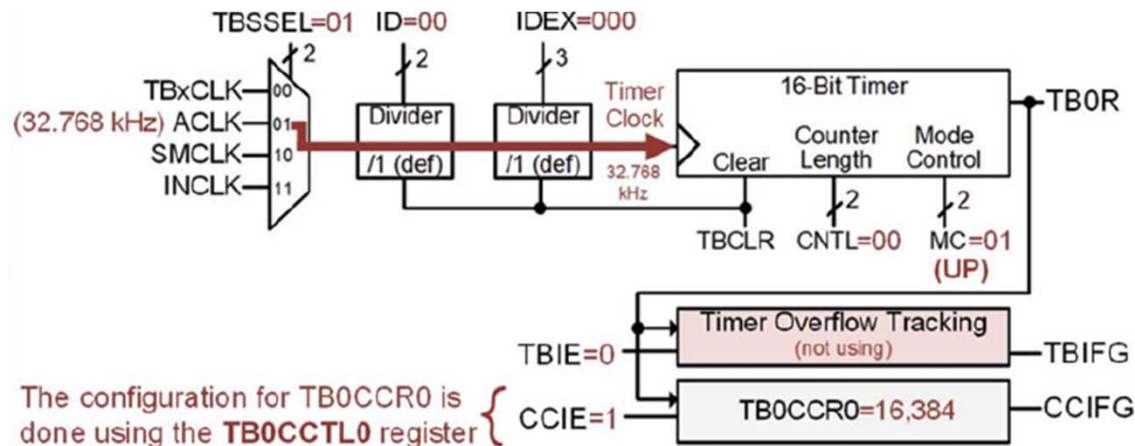 TBSSEL=01 ID=00 IDEX=000
2 2 3
TBxCLK 00
(32.768 kHz) ACLK 01
SMCLK 10
INCLK 11
Divider
/1 (def)
Divider
/1 (def)
Timer
Clock
32.768
kHz
16-Bit Timer
Clear
Counter
Length
Mode
Control
TB0R
2 2
TBCLR CNTL=00 MC=01
(UP)
Timer Overflow Tracking
(not using)
TBIE=0
TBIFG
The configuration for TB0CCR0 is
done using the TB0CCTL0 register
CCIE=1
TB0CCR0=16,384
CCIFG